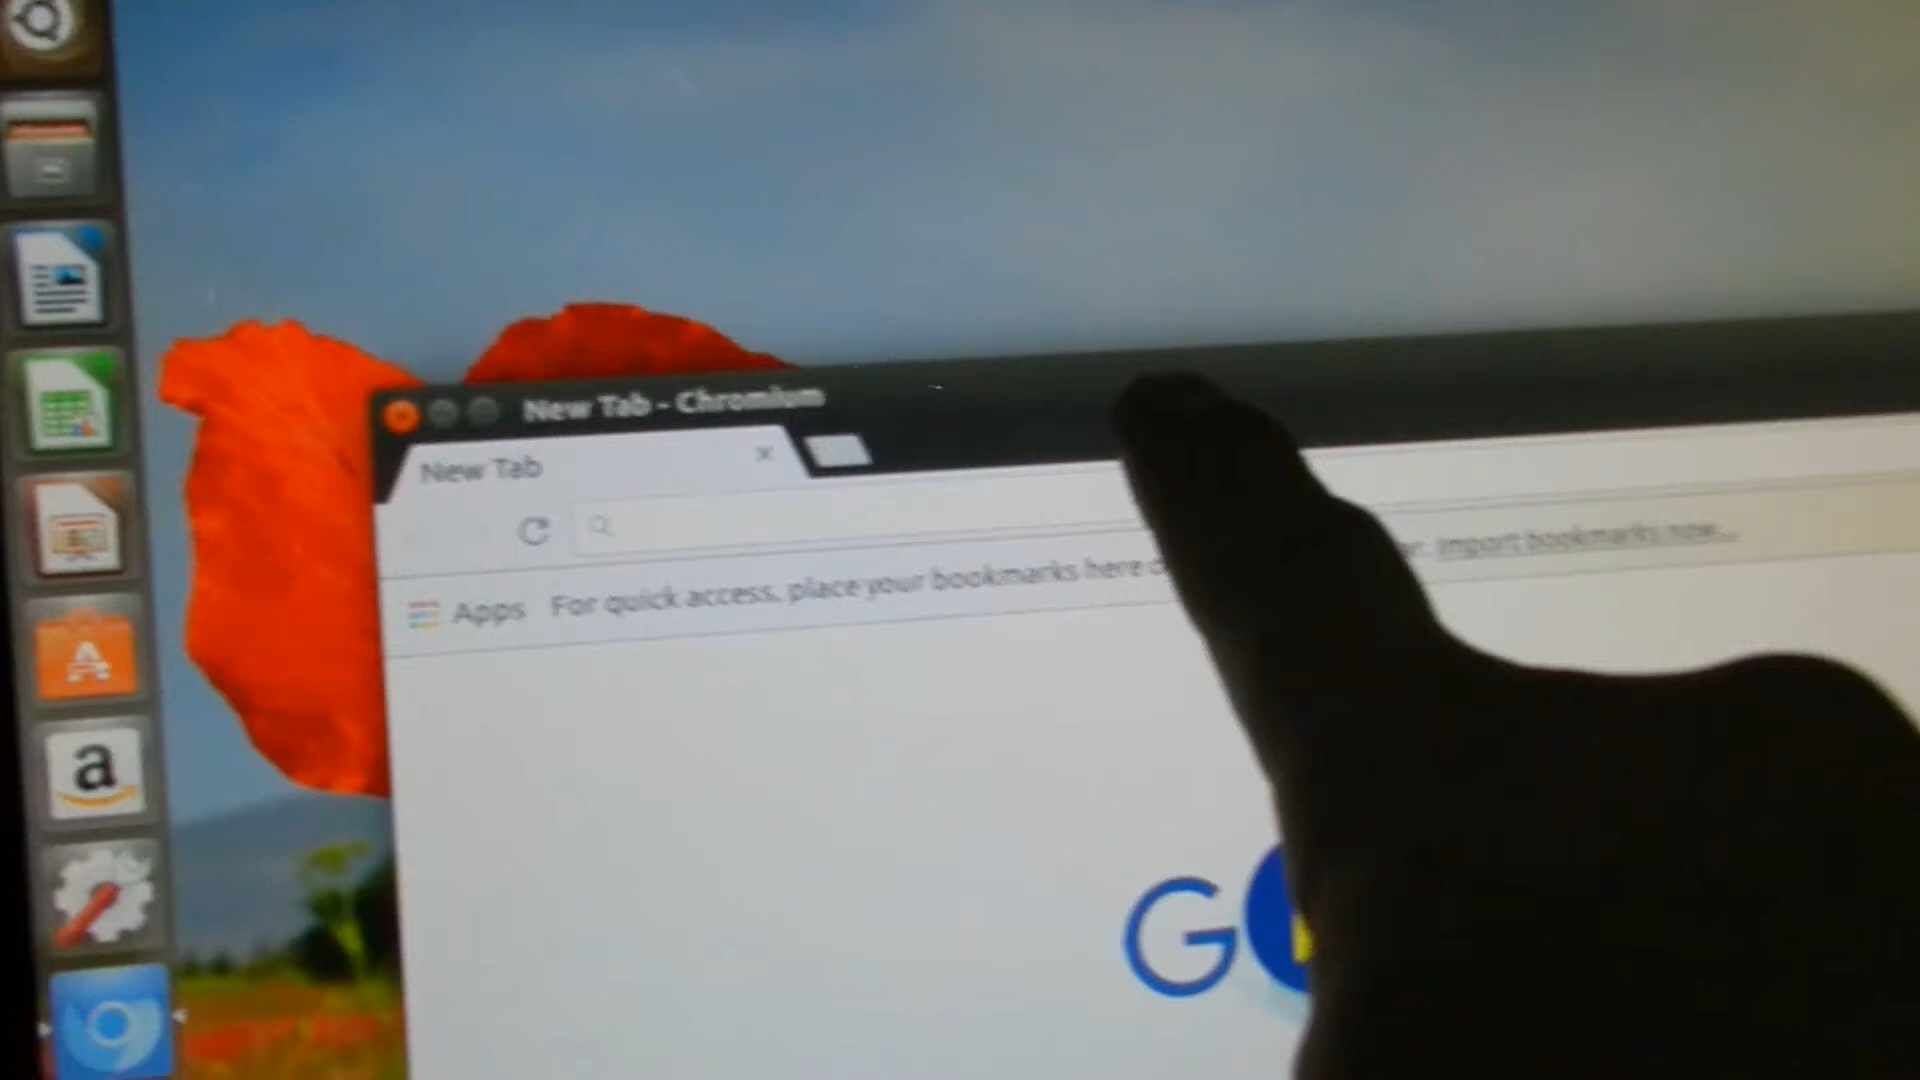 New Tab - Chromium
New Tab
Apps For quick access, place your bookmarks here
Import bookmarks now...
G
A
a